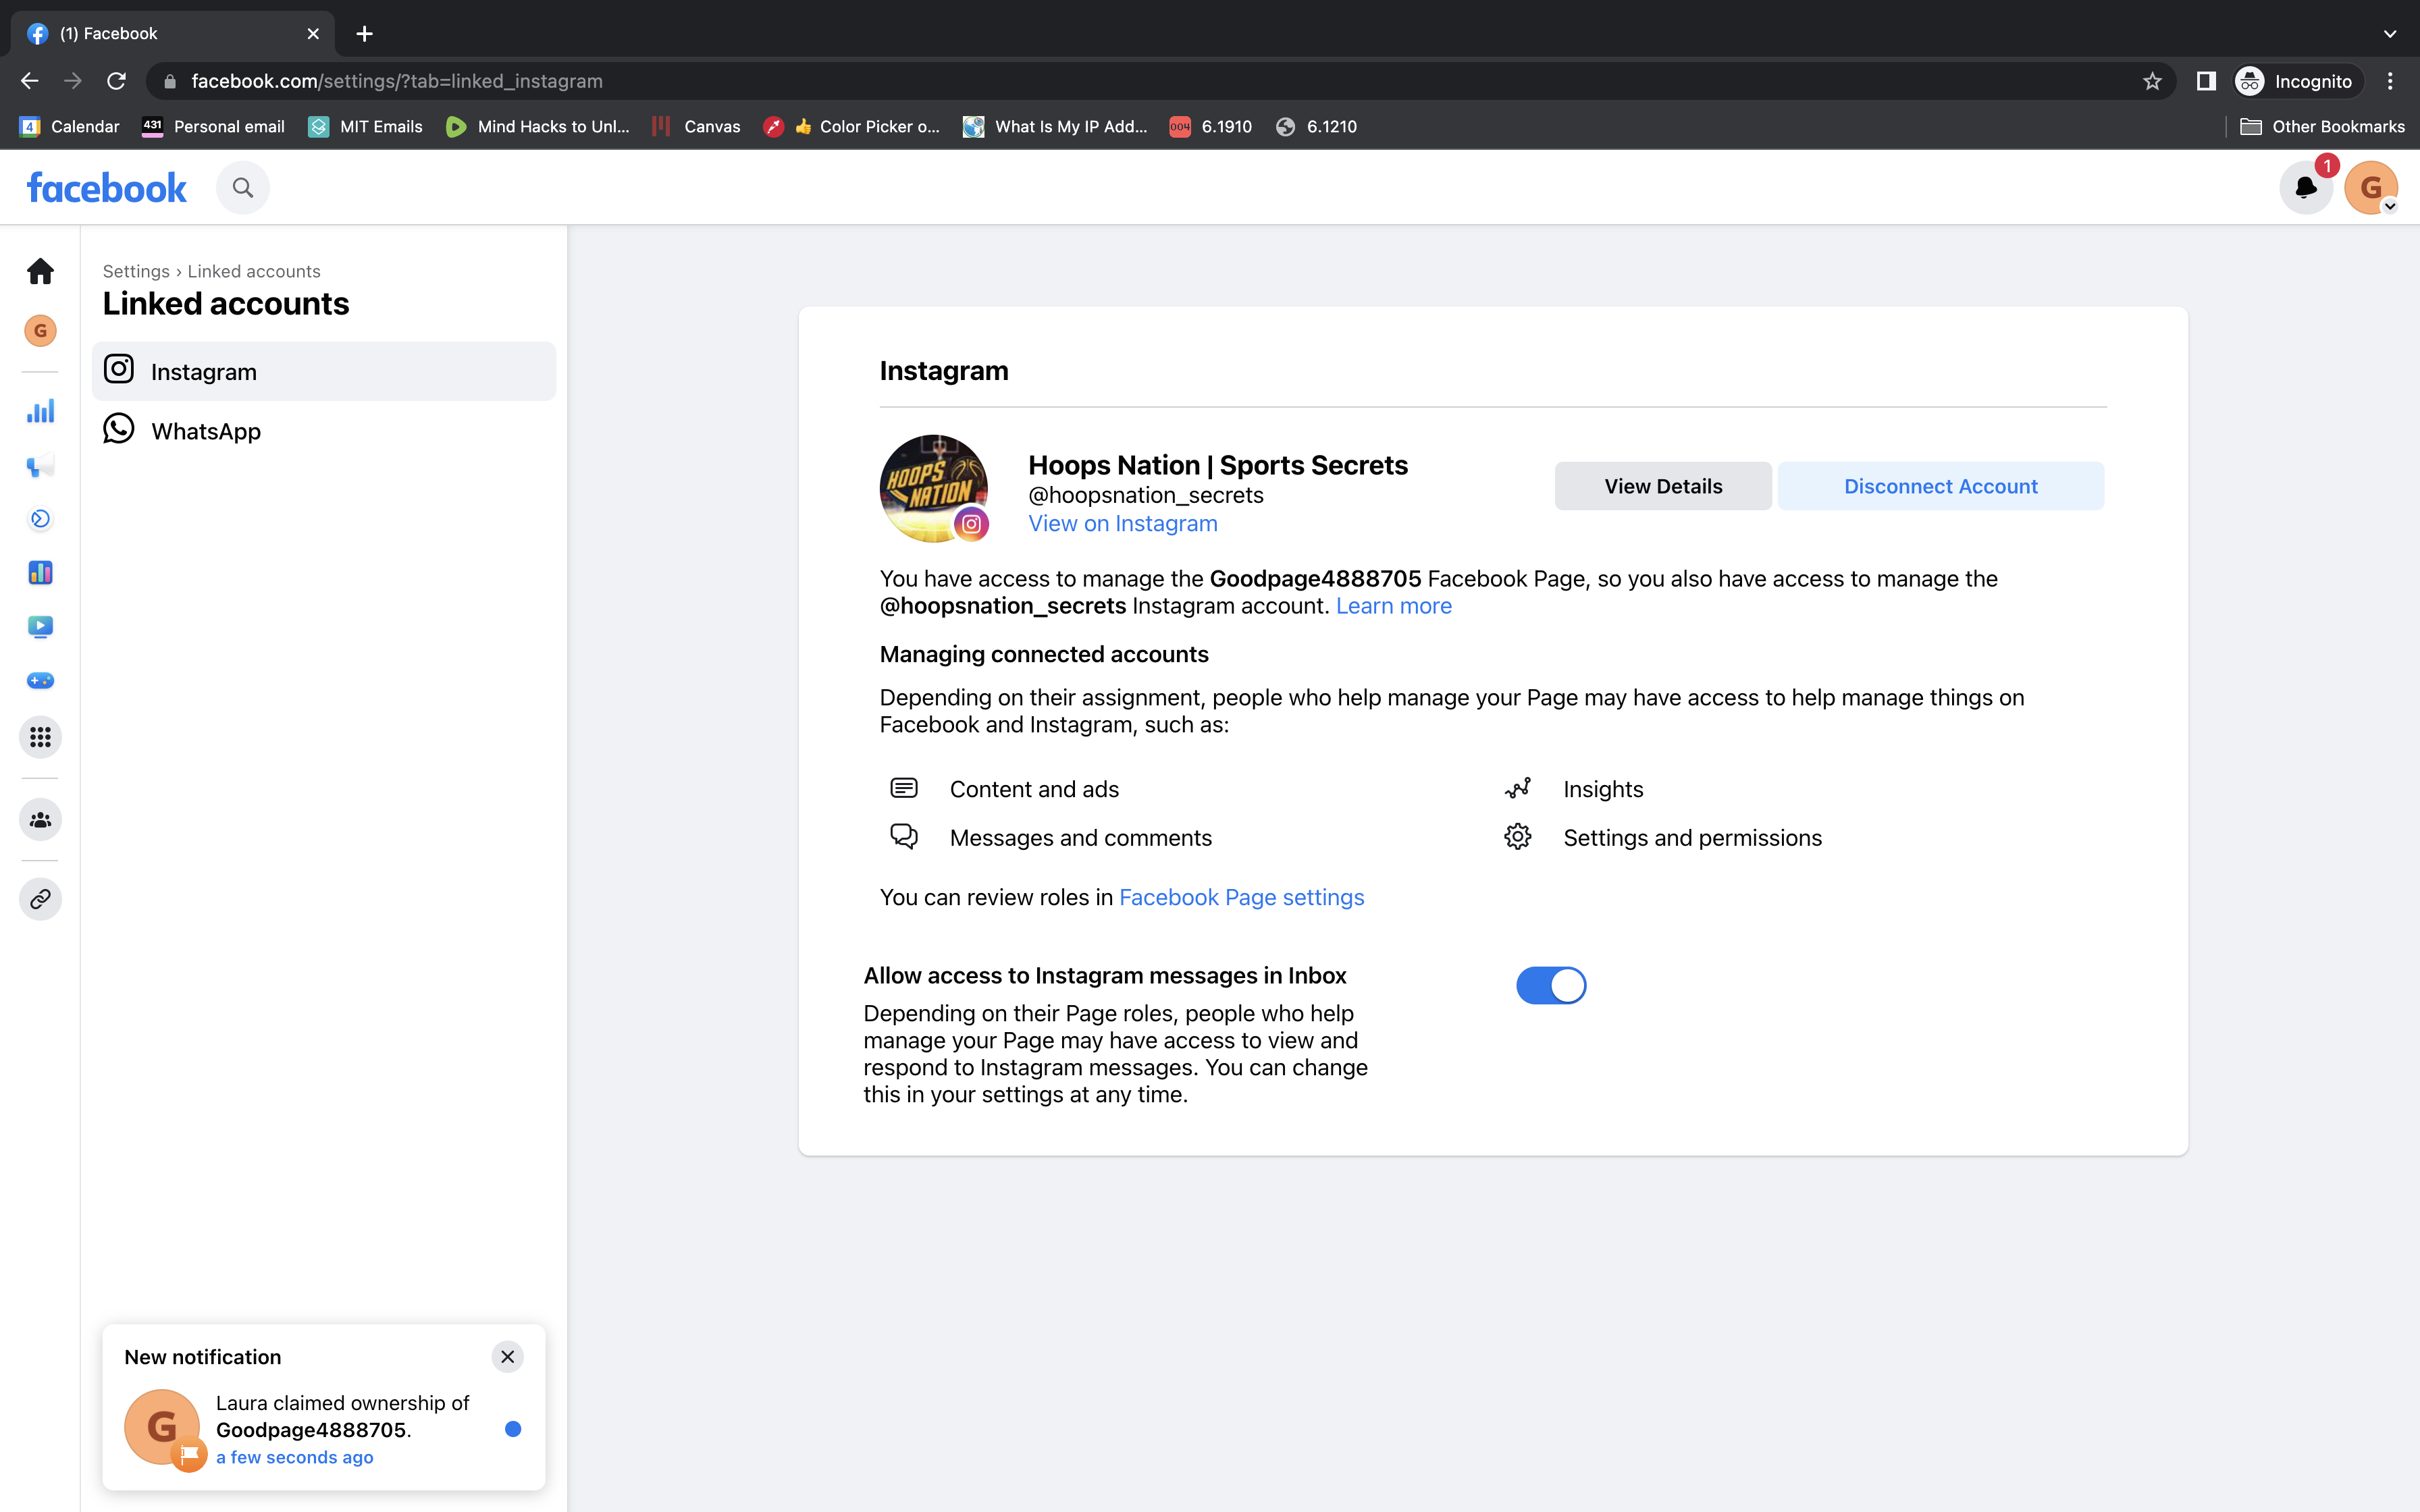 (1) Facebook
facebook.com/settings/?tab=linked_instagram
Incognito
4 Calendar
431 Personal email
MIT Emails
Mind Hacks to Unl...
Canvas
👍 Color Picker o...
What Is My IP Add...
004 6.1910
6.1210
Other Bookmarks
facebook
1
G
G
Settings › Linked accounts
Linked accounts
Instagram
WhatsApp
Instagram
HOOPS
NATION
Hoops Nation | Sports Secrets
@hoopsnation_secrets
View on Instagram
View Details
Disconnect Account
You have access to manage the Goodpage4888705 Facebook Page, so you also have access to manage the
@hoopsnation_secrets Instagram account. Learn more
Managing connected accounts
Depending on their assignment, people who help manage your Page may have access to help manage things on
Facebook and Instagram, such as:
Content and ads
Insights
Messages and comments
Settings and permissions
You can review roles in Facebook Page settings
Allow access to Instagram messages in Inbox
Depending on their Page roles, people who help
manage your Page may have access to view and
respond to Instagram messages. You can change
this in your settings at any time.
New notification
G
Laura claimed ownership of
Goodpage4888705.
a few seconds ago